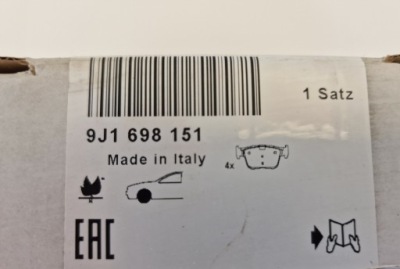 1 Satz
9J1 698 151
Made in Italy
4x
EAC